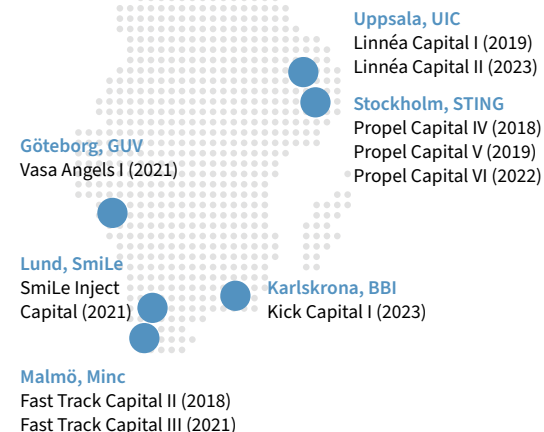 Uppsala, UIC
Linnéa Capital I (2019)
Linnéa Capital II (2023)
Stockholm, STING
Propel Capital IV (2018)
Propel Capital V (2019)
Propel Capital VI (2022)
Göteborg, GUV
Vasa Angels I (2021)
Lund, SmiLe
SmiLe Inject
Capital (2021)
Karlskrona, BBI
Kick Capital I (2023)
Malmö, Minc
Fast Track Capital II (2018)
Fast Track Capital III (2021)